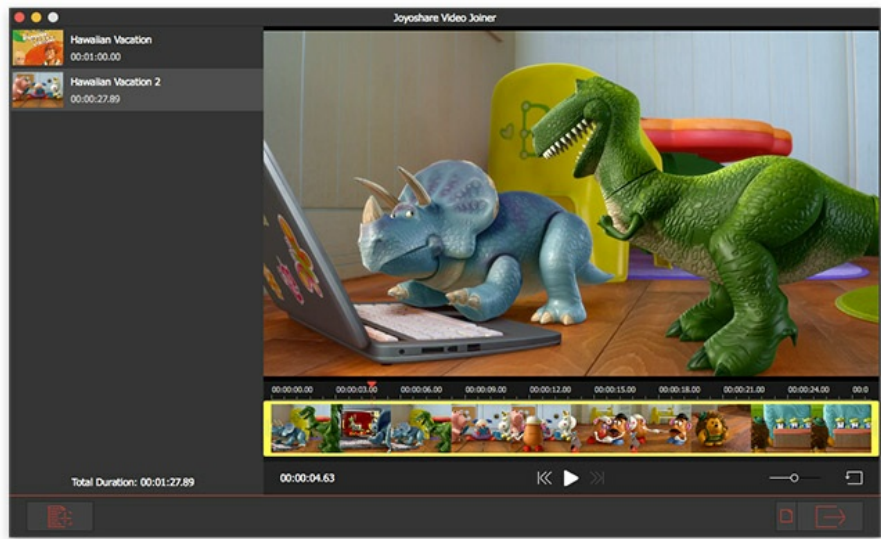 Joyoshare Video Joiner
Hawaiian Vacation
00:01:00.00
Hawaiian Vacation 2
00:00:27.89
00:00:00.00 00:00:03.00 00:00:06.00 00:00:09.00 00:00:12.00 00:00:15.00 00:00:18.00 00:00:21.00 00:00:24.00 00:0
Total Duration: 00:01:27.89
00:00:04.63